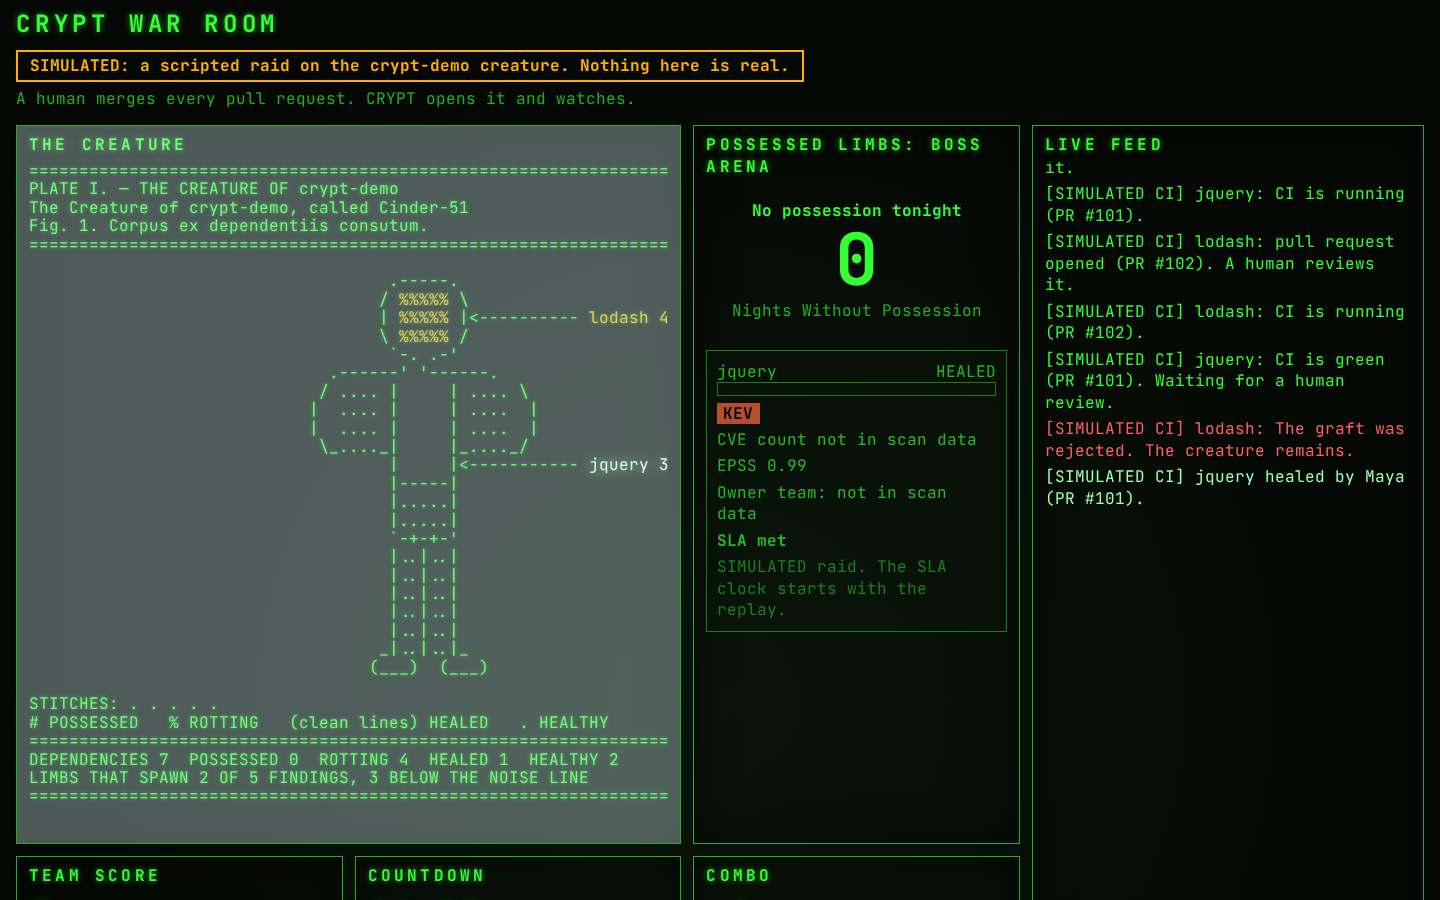 CRYPT WAR ROOM
SIMULATED: a scripted raid on the crypt-demo creature. Nothing here is real.
A human merges every pull request. CRYPT opens it and watches.
THE CREATURE
================================================================
PLATE I. — THE CREATURE OF crypt-demo
The Creature of crypt-demo, called Cinder-51
Fig. 1. Corpus ex dependentiis consutum.
================================================================
.-----.
/ %%%%% \
| %%%%% |<---------- lodash 4
\ %%%%% /
`-. .-'
.------' '------.
/ .... |     | .... \
|  .... |     | ....  |
|  .... |     | ....  |
\_...._|     |_...._/
|     |<----------- jquery 3
|-----|
|.....|
|.....|
`-+-+-'
|..|..|
|..|..|
|..|..|
|..|..|
|..|..|
_|..|..|_
(___)  (___)
STITCHES: . . . . .
# POSSESSED   % ROTTING   (clean lines) HEALED   . HEALTHY
================================================================
DEPENDENCIES 7  POSSESSED 0  ROTTING 4  HEALED 1  HEALTHY 2
LIMBS THAT SPAWN 2 OF 5 FINDINGS, 3 BELOW THE NOISE LINE
================================================================
POSSESSED LIMBS: BOSS
ARENA
No possession tonight
0
Nights Without Possession
jquery HEALED
KEV
CVE count not in scan data
EPSS 0.99
Owner team: not in scan
data
SLA met
SIMULATED raid. The SLA
clock starts with the
replay.
LIVE FEED
it.
[SIMULATED CI] jquery: CI is running
(PR #101).
[SIMULATED CI] lodash: pull request
opened (PR #102). A human reviews
it.
[SIMULATED CI] lodash: CI is running
(PR #102).
[SIMULATED CI] jquery: CI is green
(PR #101). Waiting for a human
review.
[SIMULATED CI] lodash: The graft was
rejected. The creature remains.
[SIMULATED CI] jquery healed by Maya
(PR #101).
TEAM SCORE
COUNTDOWN
COMBO